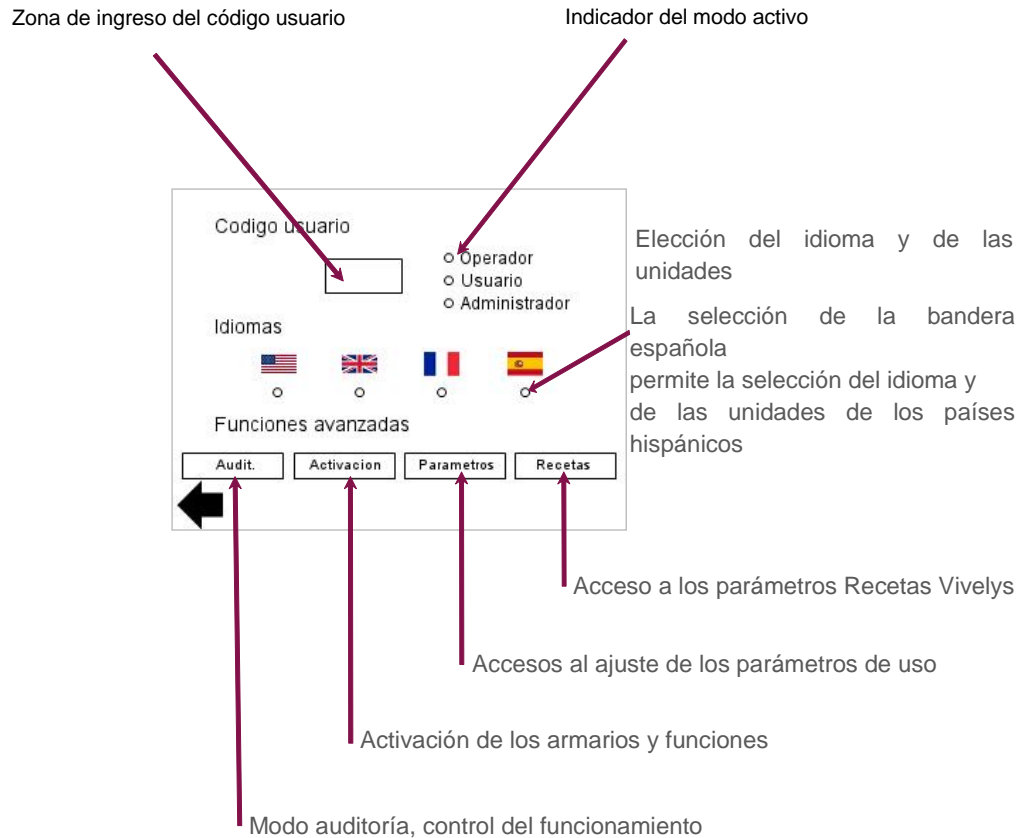 Zona de ingreso del código usuario
Indicador del modo activo
Codigo usuario
Operador
Usuario
Administrador
Elección del idioma y de las
unidades
Idiomas
La selección de la bandera
española
permite la selección del idioma y
de las unidades de los países
hispánicos
Funciones avanzadas
Audit.
Activacion
Parametros
Recetas
Acceso a los parámetros Recetas Vivelys
Accesos al ajuste de los parámetros de uso
Activación de los armarios y funciones
Modo auditoría, control del funcionamiento